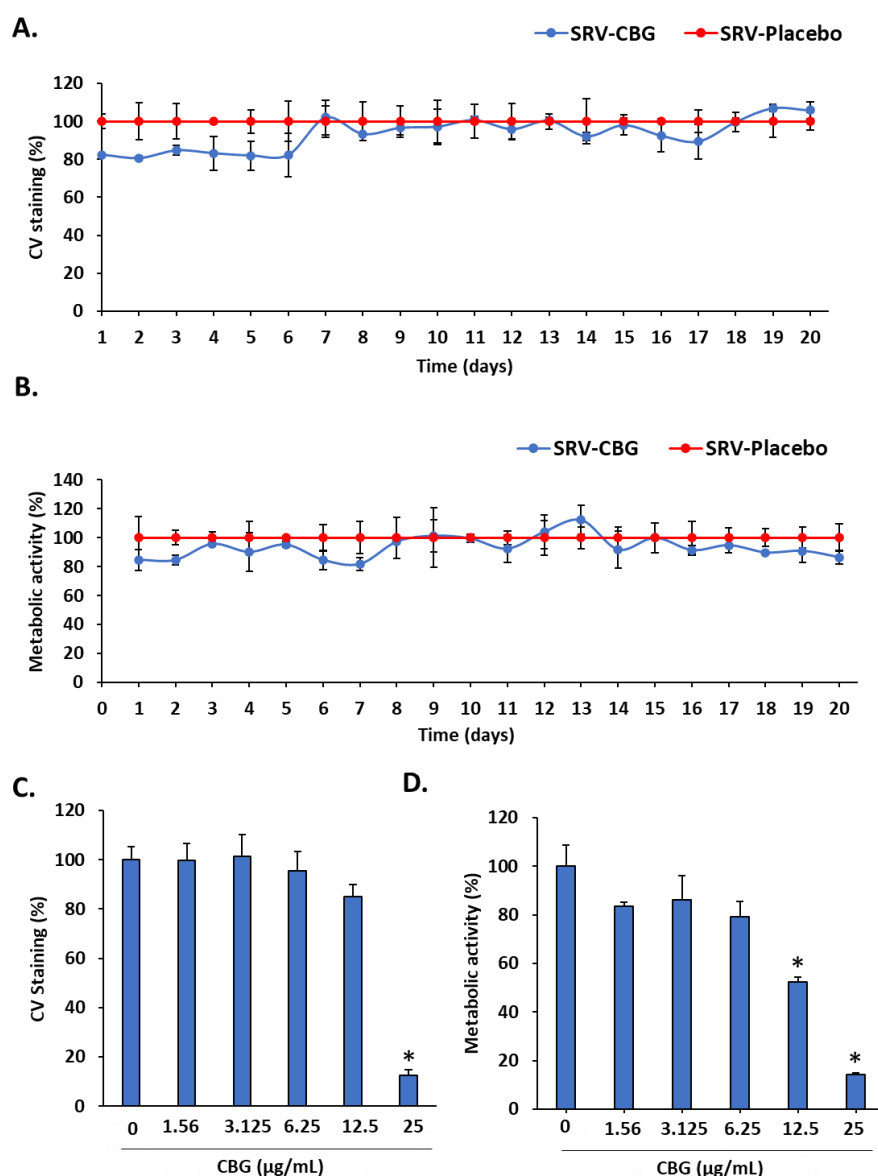 A.
SRV-CBG SRV-Placebo
120
100
80
60
40
20
0
CV staining (%)
1 2 3 4 5 6 7 8 9 10 11 12 13 14 15 16 17 18 19 20
Time (days)
B.
SRV-CBG SRV-Placebo
140
120
100
80
60
40
20
0
Metabolic activity (%)
0 1 2 3 4 5 6 7 8 9 10 11 12 13 14 15 16 17 18 19 20
Time (days)
C.
120
100
80
60
40
20
0
CV Staining (%)
*
0 1.56 3.125 6.25 12.5 25
CBG (µg/mL)
D.
120
100
80
60
40
20
0
Metabolic activity (%)
*
*
0 1.56 3.125 6.25 12.5 25
CBG (µg/mL)